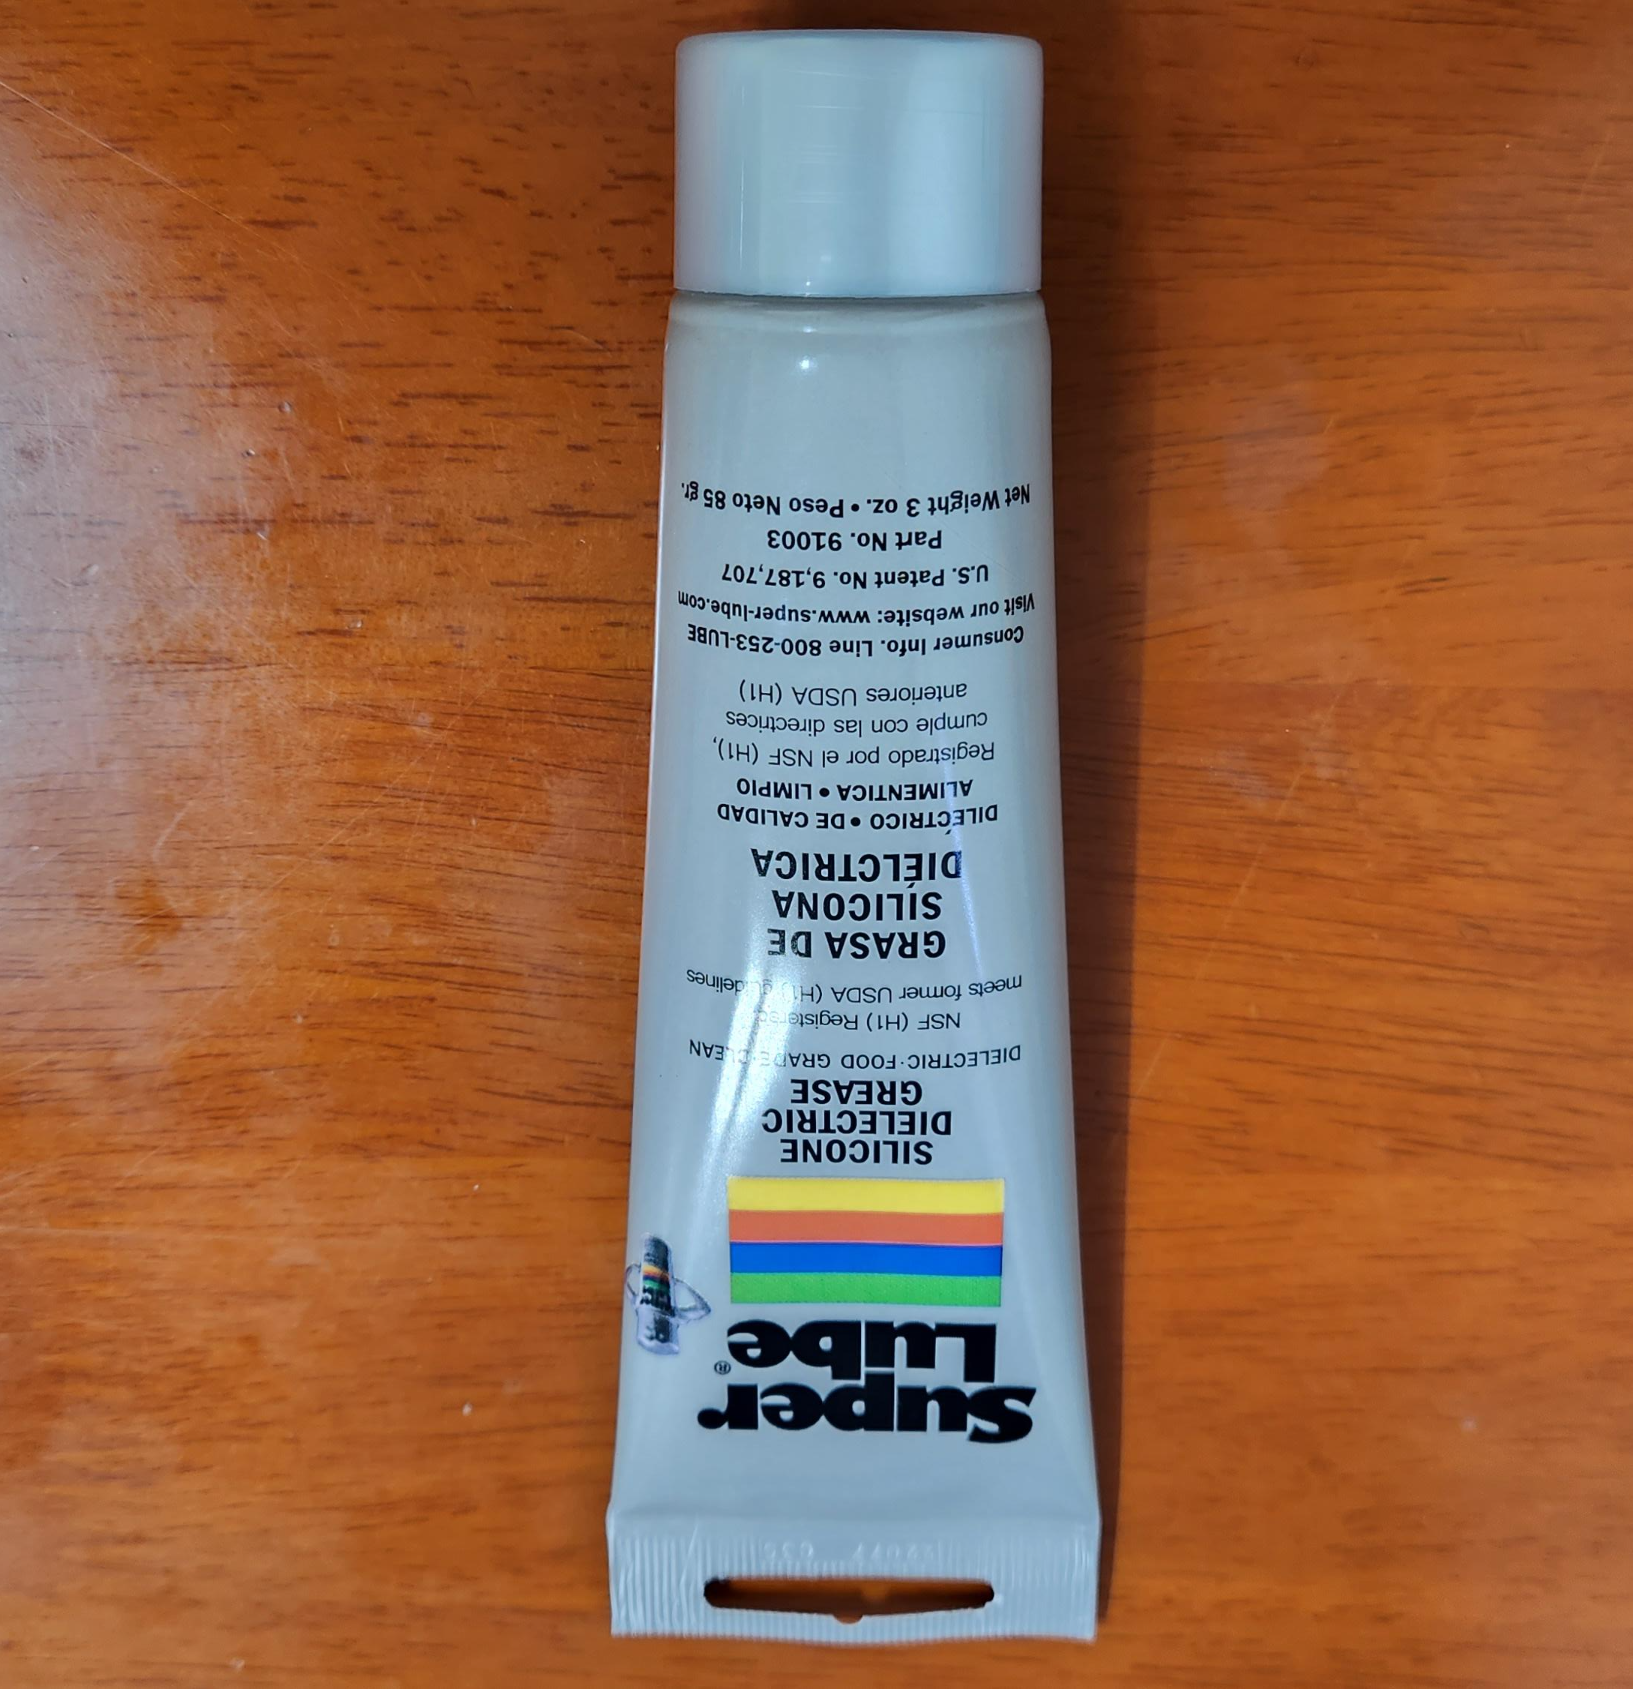 Super
Lube®
SILICONE
DIELECTRIC
GREASE
DIELECTRIC·FOOD GRADE·CLEAN
NSF (H1) Registered
meets former USDA (H1) guidelines
GRASA DE
SILICONA
DIÉLCTRICA
DILÉCTRICO • DE CALIDAD
ALIMENTICA • LIMPIO
Registrado por el NSF (H1),
cumple con las directrices
anteriores USDA (H1)
Consumer Info. Line 800-253-LUBE
Visit our website: www.super-lube.com
U.S. Patent No. 9,187,707
Part No. 91003
Net Weight 3 oz. • Peso Neto 85 gr.